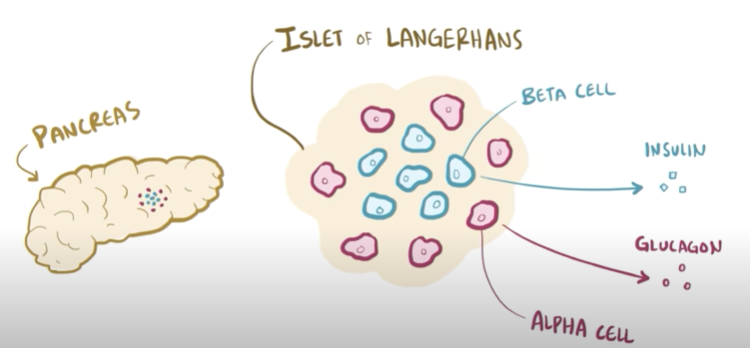 ISLET OF LANGERHANS
PANCREAS
BETA CELL
INSULIN
GLUCAGON
ALPHA CELL